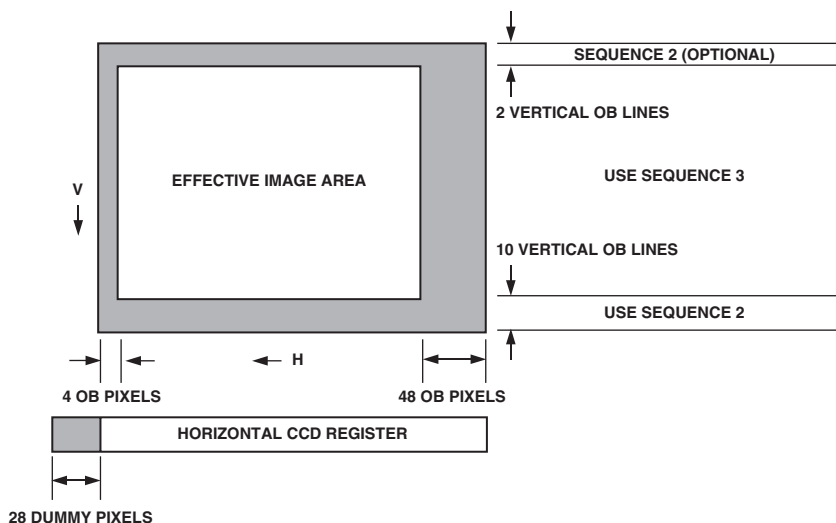 SEQUENCE 2 (OPTIONAL)
2 VERTICAL OB LINES
EFFECTIVE IMAGE AREA
USE SEQUENCE 3
V
10 VERTICAL OB LINES
USE SEQUENCE 2
H
4 OB PIXELS
48 OB PIXELS
HORIZONTAL CCD REGISTER
28 DUMMY PIXELS